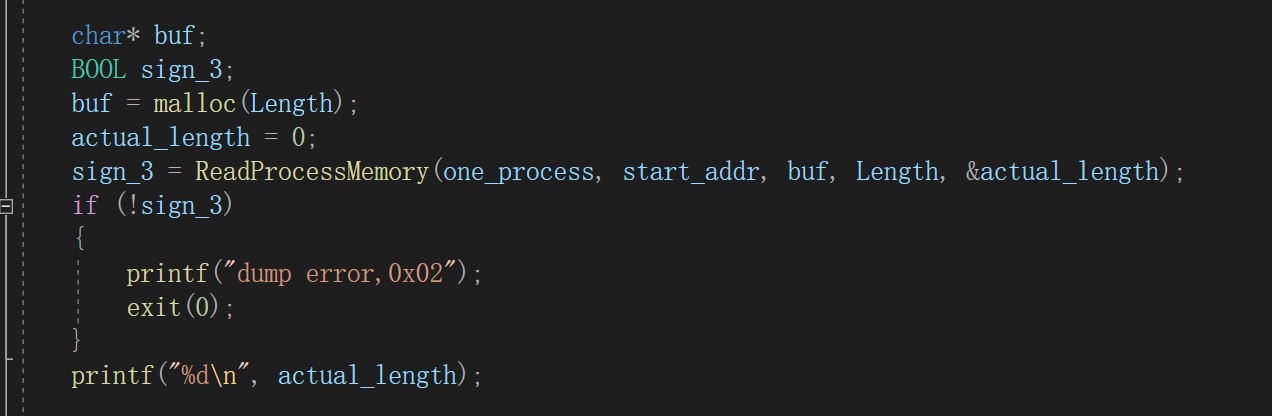 char* buf;
BOOL sign_3;
buf = malloc(Length);
actual_length = 0;
sign_3 = ReadProcessMemory(one_process, start_addr, buf, Length, &actual_length);
if (!sign_3)
{
printf("dump error,0x02");
exit(0);
}
printf("%d\n", actual_length);